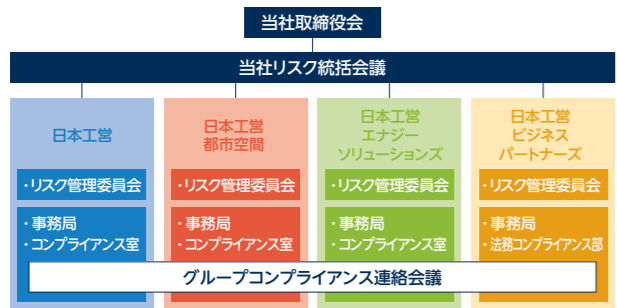 当社取締役会
当社リスク統括会議
日本工営
日本工営
都市空間
日本工営
エナジー
ソリューションズ
日本工営
ビジネス
パートナーズ
・リスク管理委員会
・リスク管理委員会
・リスク管理委員会
・リスク管理委員会
・事務局
・コンプライアンス室
・事務局
・コンプライアンス室
・事務局
・コンプライアンス室
・事務局
・法務コンプライアンス部
グループコンプライアンス連絡会議